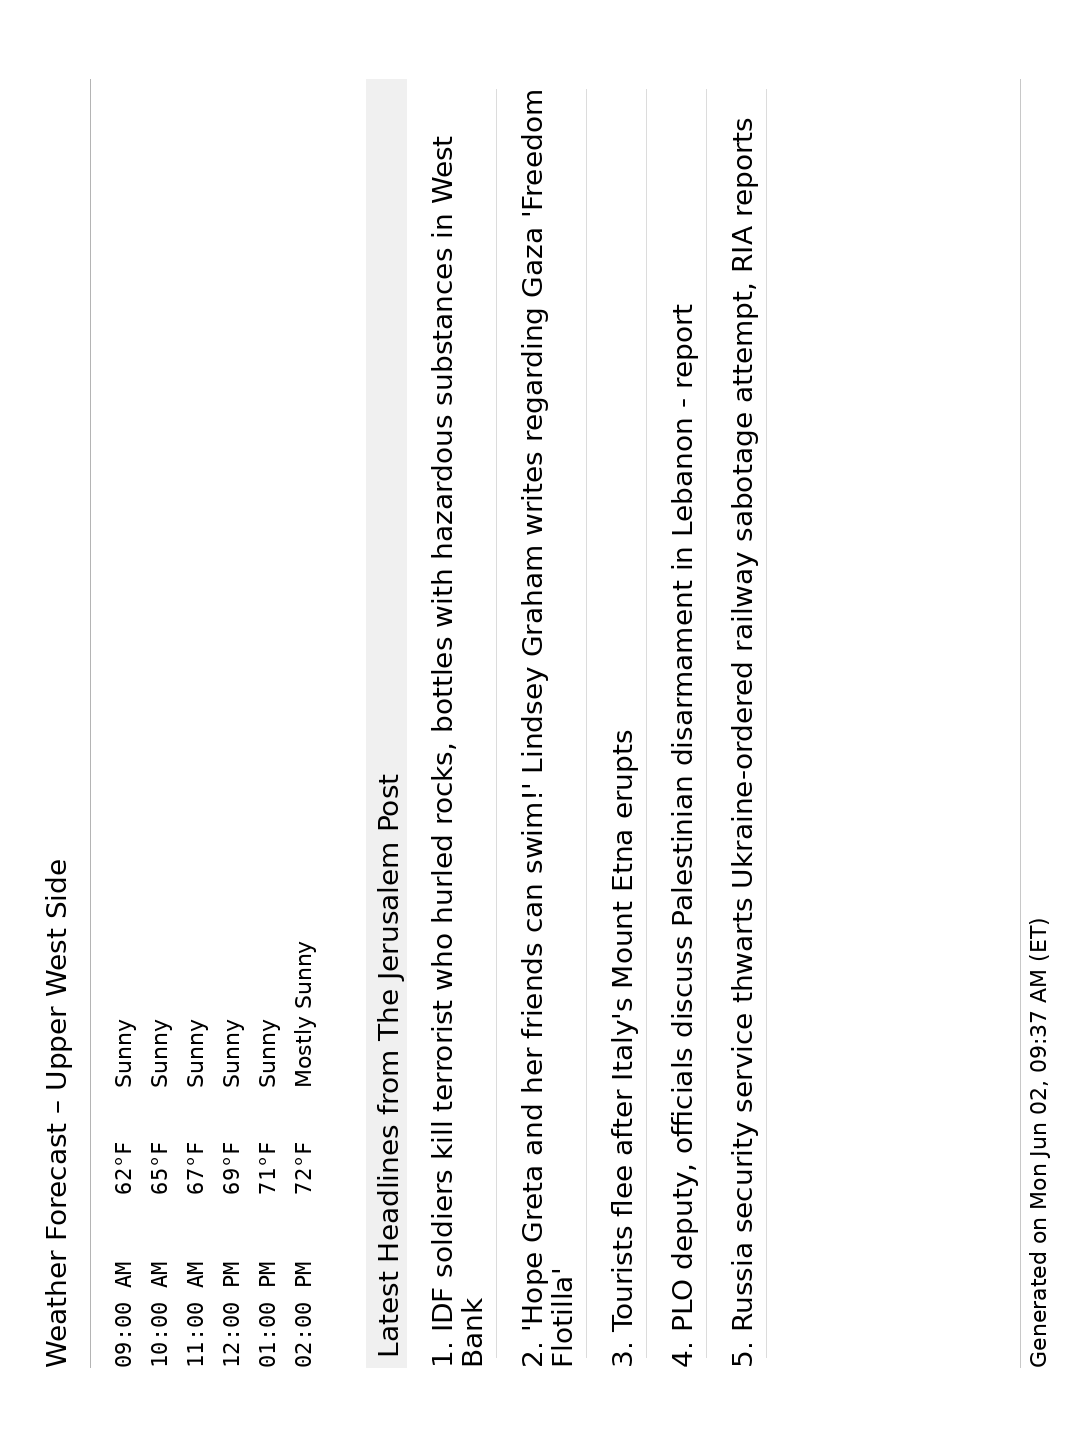 Weather Forecast – Upper West Side
09:00 AM 62°F Sunny
10:00 AM 65°F Sunny
11:00 AM 67°F Sunny
12:00 PM 69°F Sunny
01:00 PM 71°F Sunny
02:00 PM 72°F Mostly Sunny
Latest Headlines from The Jerusalem Post
1. IDF soldiers kill terrorist who hurled rocks, bottles with hazardous substances in West
Bank
2. 'Hope Greta and her friends can swim!' Lindsey Graham writes regarding Gaza 'Freedom
Flotilla'
3. Tourists flee after Italy's Mount Etna erupts
4. PLO deputy, officials discuss Palestinian disarmament in Lebanon - report
5. Russia security service thwarts Ukraine-ordered railway sabotage attempt, RIA reports
Generated on Mon Jun 02, 09:37 AM (ET)